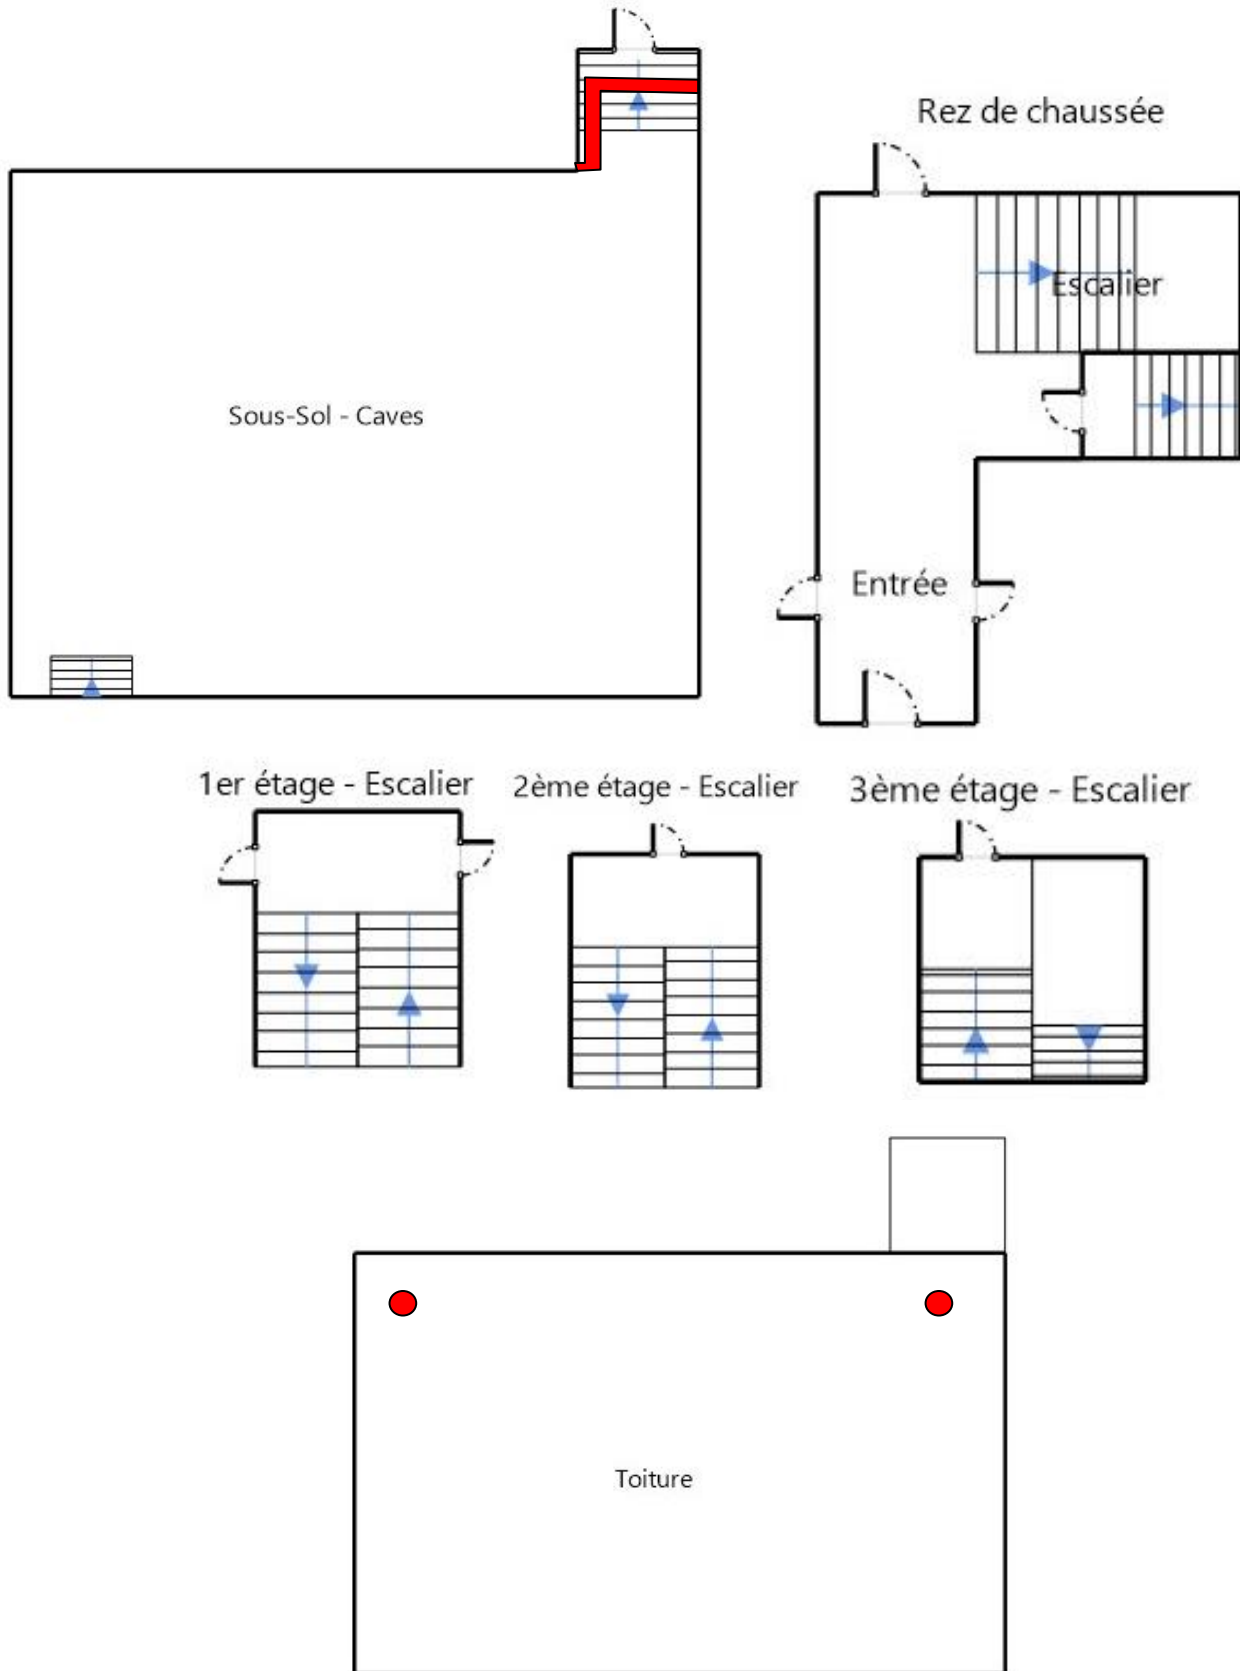 Rez de chaussée
Escalier
Sous-Sol - Caves
Entrée
1er étage - Escalier
2ème étage - Escalier
3ème étage - Escalier
Toiture